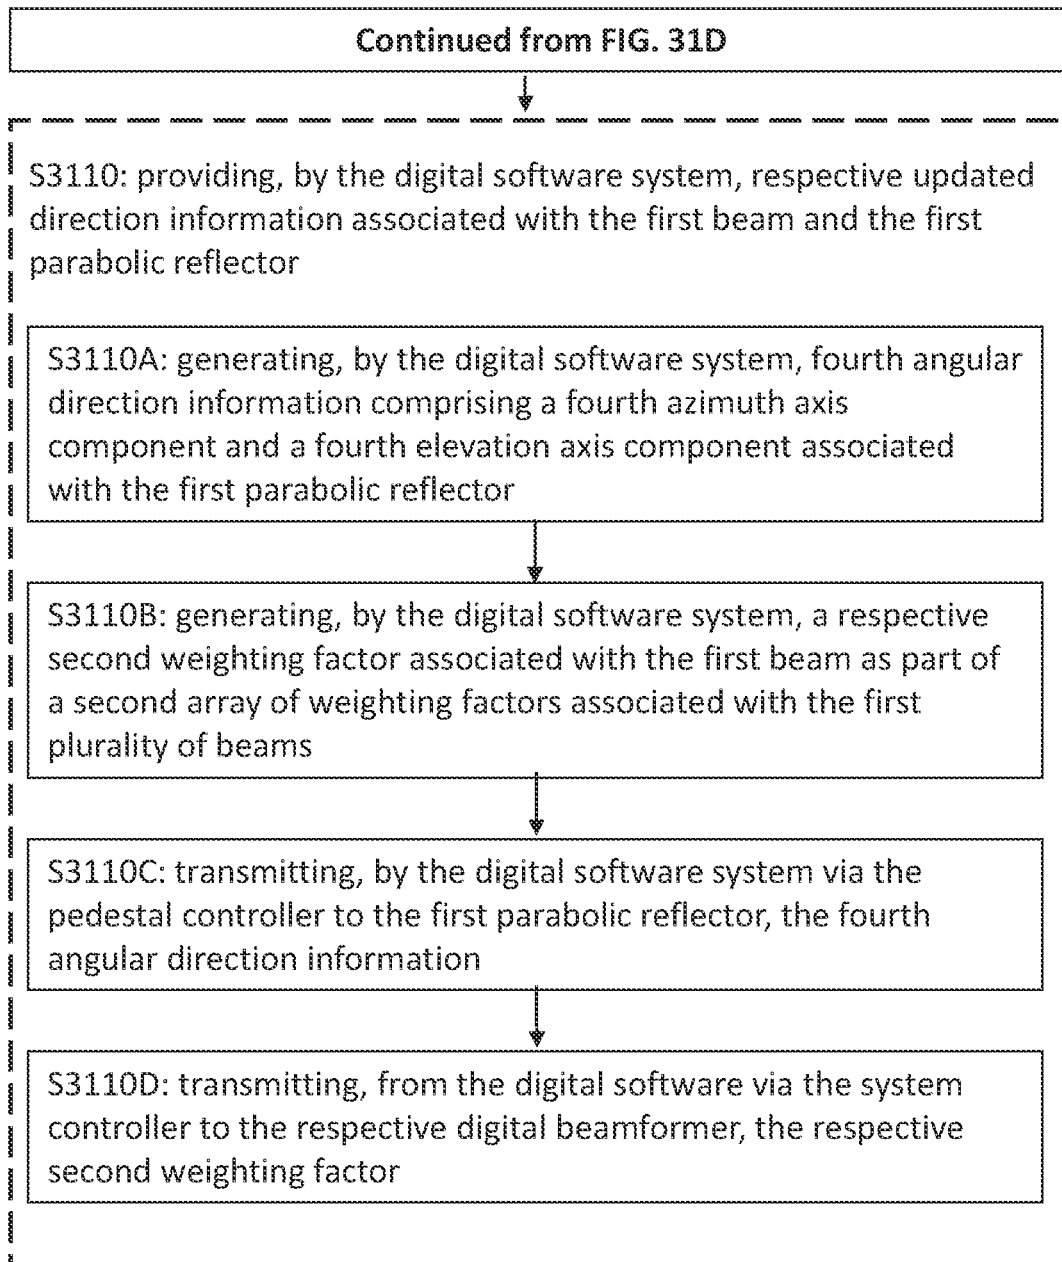 Continued from FIG. 31D
S3110: providing, by the digital software system, respective updated
direction information associated with the first beam and the first
parabolic reflector
S3110A: generating, by the digital software system, fourth angular
direction information comprising a fourth azimuth axis
component and a fourth elevation axis component associated
with the first parabolic reflector
S3110B: generating, by the digital software system, a respective
second weighting factor associated with the first beam as part of
a second array of weighting factors associated with the first
plurality of beams
S3110C: transmitting, by the digital software system via the
pedestal controller to the first parabolic reflector, the fourth
angular direction information
S3110D: transmitting, from the digital software via the system
controller to the respective digital beamformer, the respective
second weighting factor